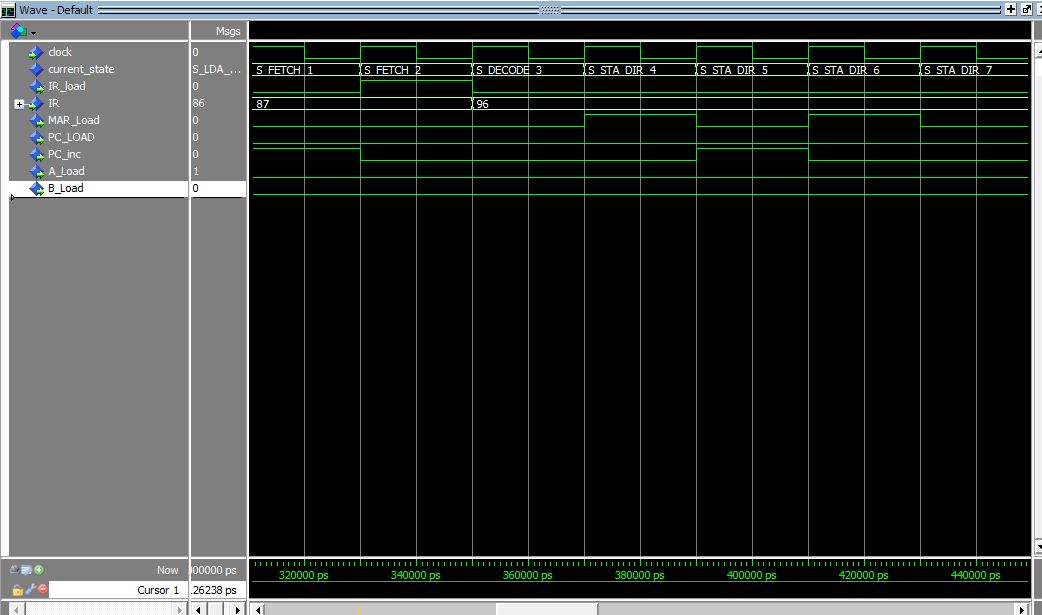 Wave - Default
Msgs
clock 0
current_state S_LDA_... S_FETCH_1 S_FETCH_2 S_DECODE_3 S_STA_DIR_4 S_STA_DIR_5 S_STA_DIR_6 S_STA_DIR_7
IR_load 0
IR 86 87 96
MAR_Load 0
PC_LOAD 0
PC_inc 0
A_Load 1
B_Load 0
Now 000000 ps 320000 ps 340000 ps 360000 ps 380000 ps 400000 ps 420000 ps 440000 ps
Cursor 1 .26238 ps